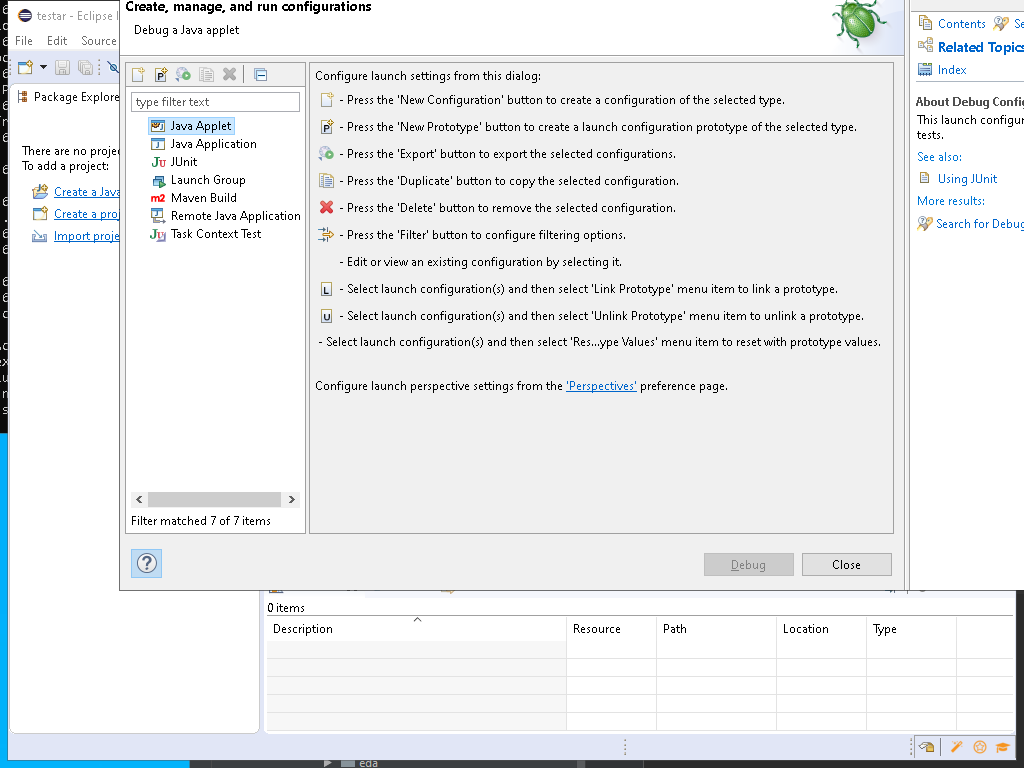 Create, manage, and run configurations
Debug a Java applet
testar - Eclipse I
File Edit Source
Package Explore
There are no proje
To add a project:
Create a Java
Create a proj
Import proje
type filter text
Java Applet
Java Application
JUnit
Launch Group
Maven Build
Remote Java Application
Task Context Test
Filter matched 7 of 7 items
Configure launch settings from this dialog:
- Press the 'New Configuration' button to create a configuration of the selected type.
- Press the 'New Prototype' button to create a launch configuration prototype of the selected type.
- Press the 'Export' button to export the selected configurations.
- Press the 'Duplicate' button to copy the selected configuration.
- Press the 'Delete' button to remove the selected configuration.
- Press the 'Filter' button to configure filtering options.
- Edit or view an existing configuration by selecting it.
- Select launch configuration(s) and then select 'Link Prototype' menu item to link a prototype.
- Select launch configuration(s) and then select 'Unlink Prototype' menu item to unlink a prototype.
- Select launch configuration(s) and then select 'Res...ype Values' menu item to reset with prototype values.
Configure launch perspective settings from the 'Perspectives' preference page.
Debug
Close
Contents Se
Related Topics
Index
About Debug Config
This launch configur
tests.
See also:
Using JUnit
More results:
Search for Debug
0 items
Description Resource Path Location Type
eda